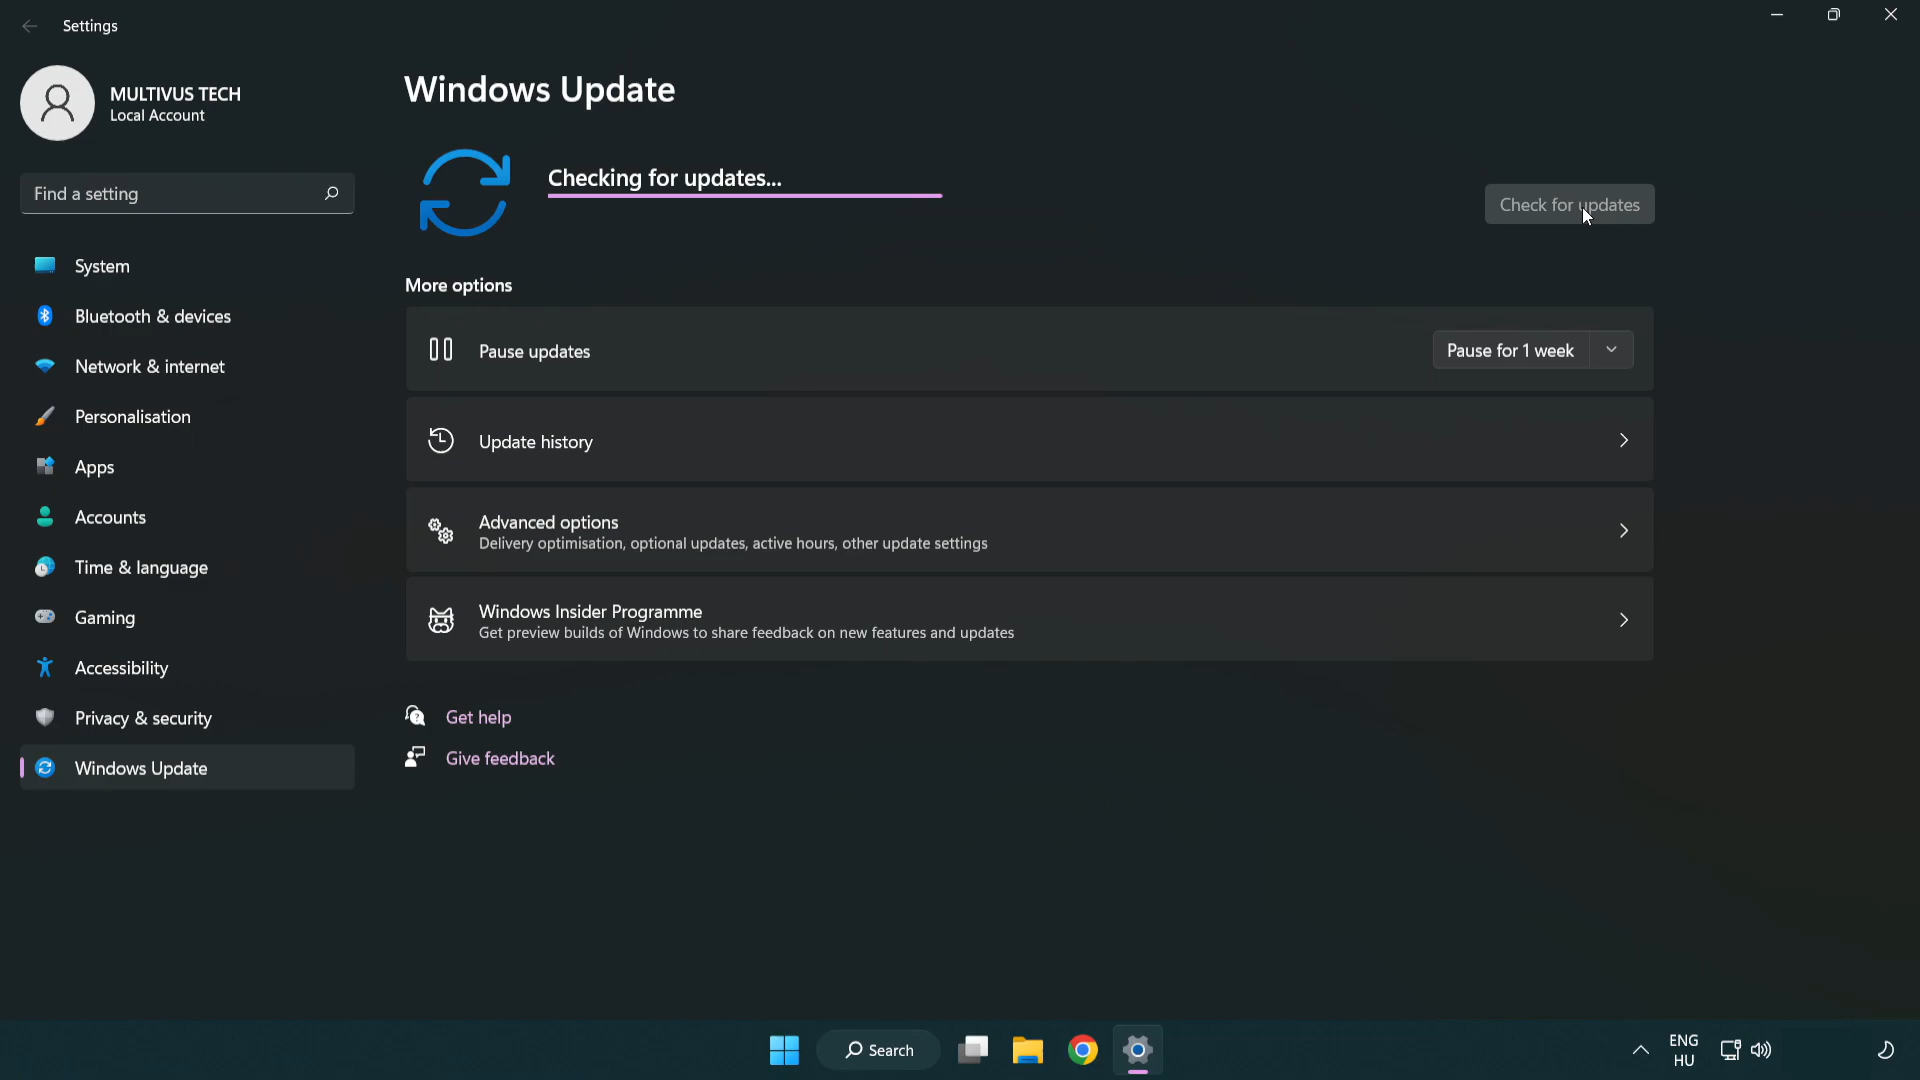 Settings
MULTIVUS TECH
Local Account
Find a setting
System
Bluetooth & devices
Network & internet
Personalisation
Apps
Accounts
Time & language
Gaming
Accessibility
Privacy & security
Windows Update
Windows Update
Checking for updates...
Check for updates
More options
Pause updates
Pause for 1 week
Update history
Advanced options
Delivery optimisation, optional updates, active hours, other update settings
Windows Insider Programme
Get preview builds of Windows to share feedback on new features and updates
Get help
Give feedback
Search
ENG
HU